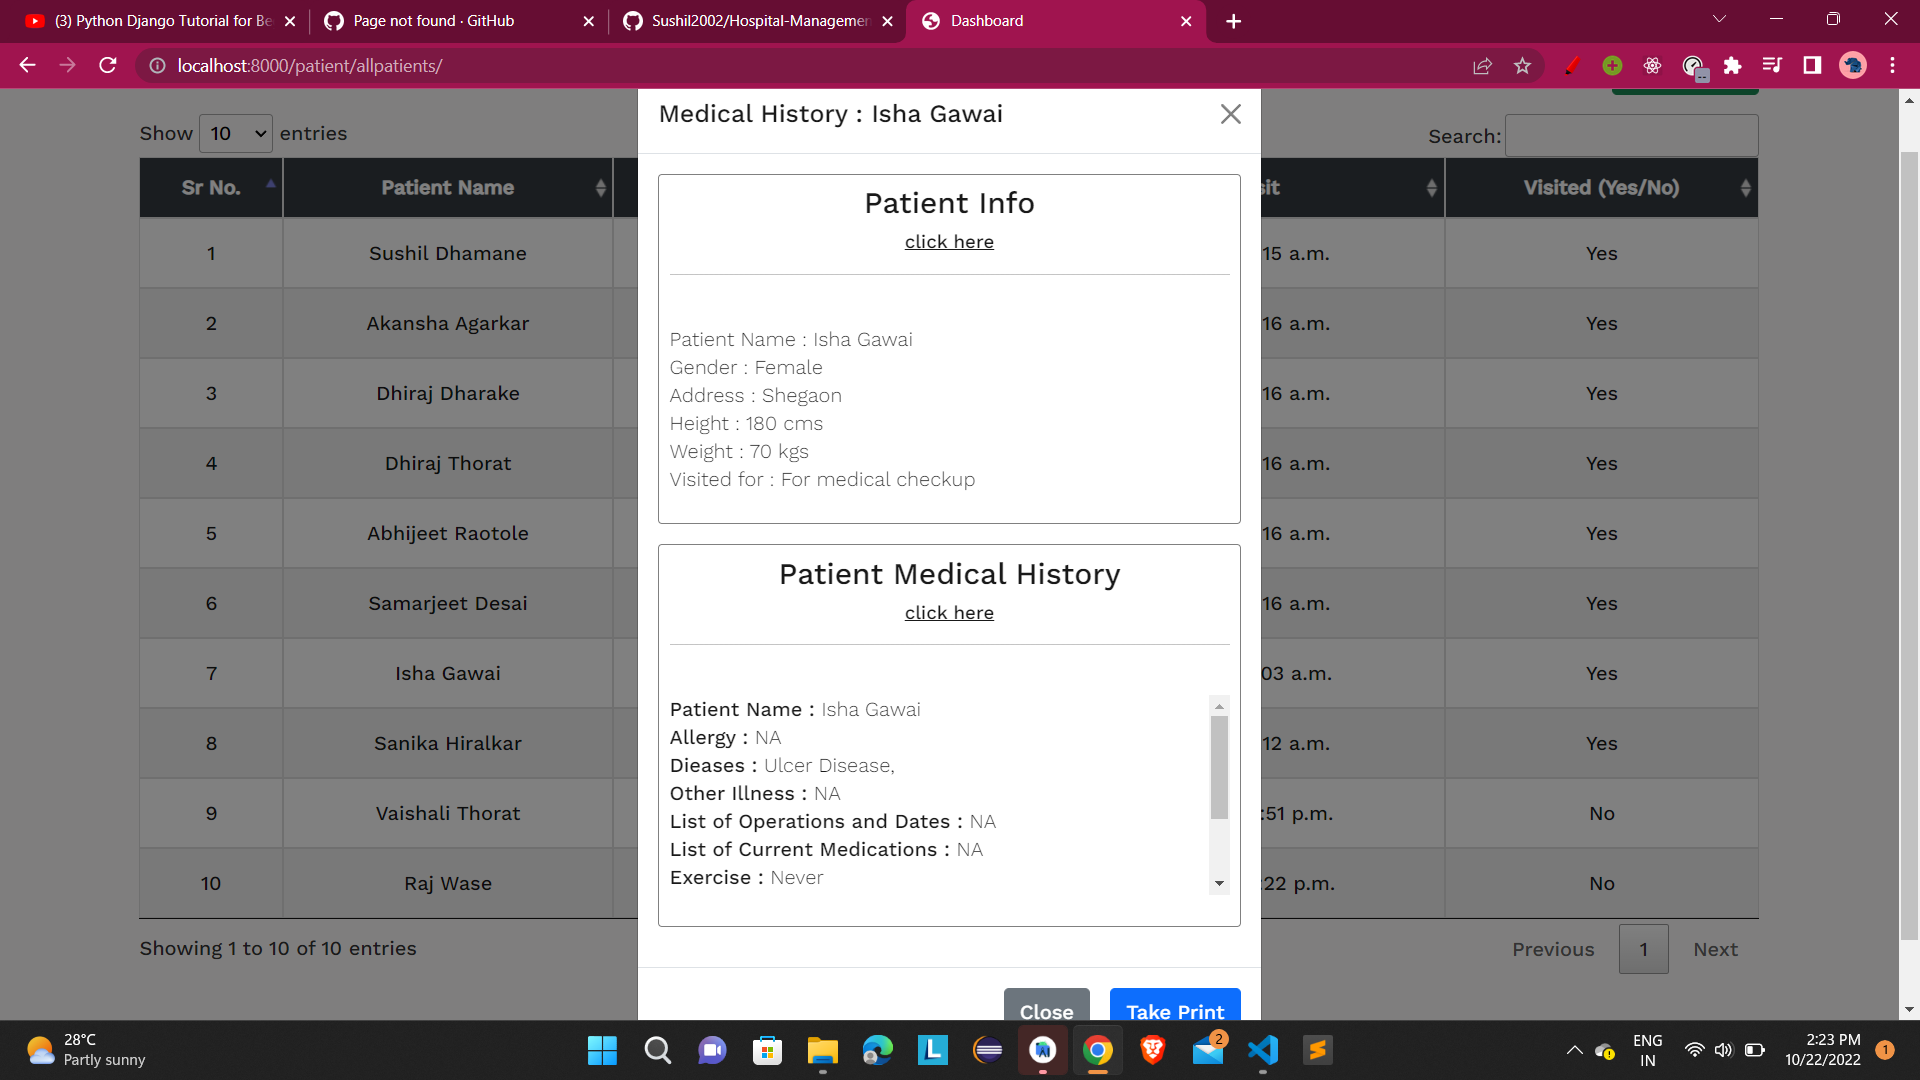 (3) Python Django Tutorial for Be
Page not found · GitHub
Sushil2002/Hospital-Managemen
Dashboard
localhost:8000/patient/allpatients/
Medical History : Isha Gawai
Show 10 entries
Search:
Sr No.
Patient Name
sit
Visited (Yes/No)
1
Sushil Dhamane
15 a.m.
Yes
2
Akansha Agarkar
16 a.m.
Yes
3
Dhiraj Dharake
16 a.m.
Yes
4
Dhiraj Thorat
16 a.m.
Yes
5
Abhijeet Raotole
16 a.m.
Yes
6
Samarjeet Desai
16 a.m.
Yes
7
Isha Gawai
03 a.m.
Yes
8
Sanika Hiralkar
12 a.m.
Yes
9
Vaishali Thorat
:51 p.m.
No
10
Raj Wase
:22 p.m.
No
Showing 1 to 10 of 10 entries
Previous
1
Next
Patient Info
click here
Patient Name : Isha Gawai
Gender : Female
Address : Shegaon
Height : 180 cms
Weight : 70 kgs
Visited for : For medical checkup
Patient Medical History
click here
Patient Name : Isha Gawai
Allergy : NA
Dieases : Ulcer Disease,
Other Illness : NA
List of Operations and Dates : NA
List of Current Medications : NA
Exercise : Never
Close
Take Print
28°C
Partly sunny
2
ENG
IN
2:23 PM
10/22/2022
1